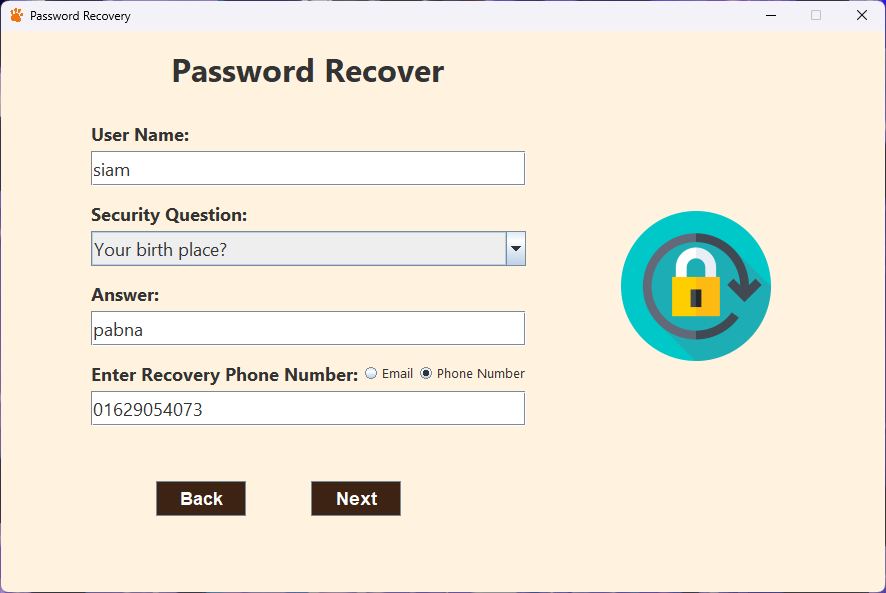 Password Recovery
Password Recover
User Name:
siam
Security Question:
Your birth place?
Answer:
pabna
Enter Recovery Phone Number: Email Phone Number
01629054073
Back Next